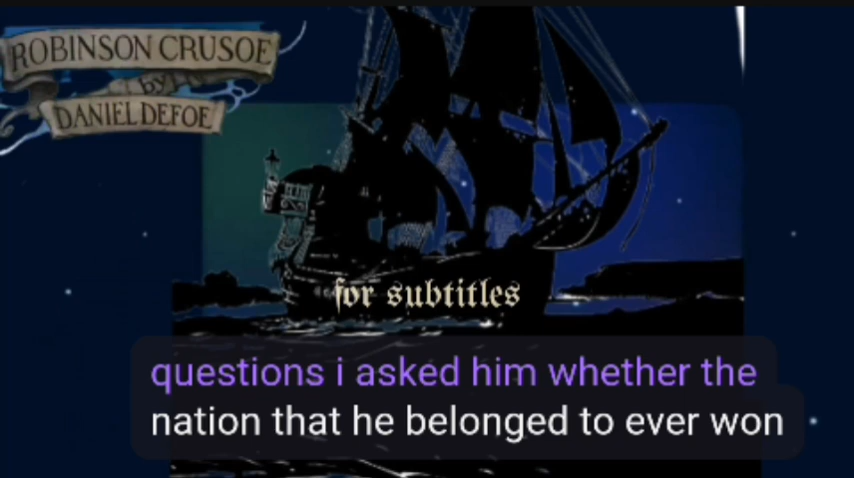 ROBINSON CRUSOE
by
DANIEL DEFOE
for subtitles
questions i asked him whether the
nation that he belonged to ever won